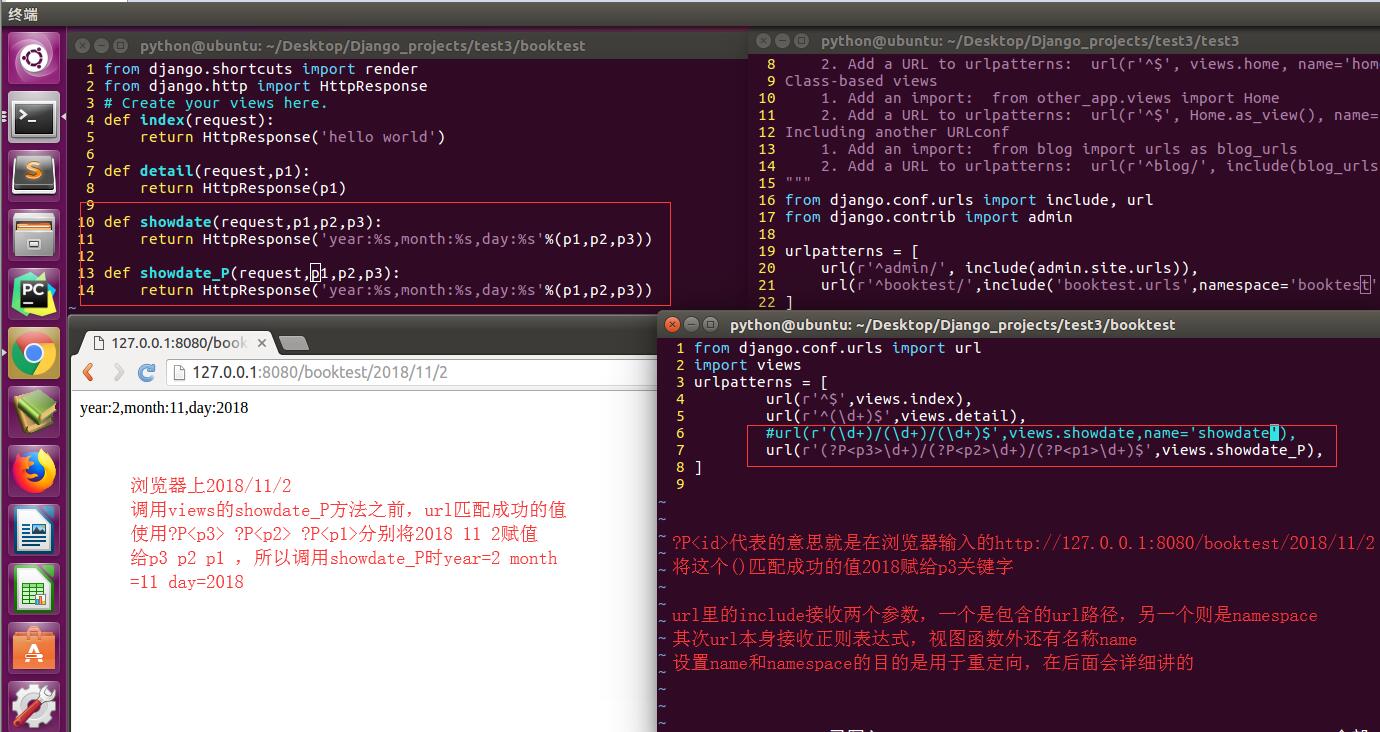 终端
python@ubuntu: ~/Desktop/Django_projects/test3/booktest
1 from django.shortcuts import render
2 from django.http import HttpResponse
3 # Create your views here.
4 def index(request):
5     return HttpResponse('hello world')
6
7 def detail(request,p1):
8     return HttpResponse(p1)
9
10 def showdate(request,p1,p2,p3):
11     return HttpResponse('year:%s,month:%s,day:%s'%(p1,p2,p3))
12
13 def showdate_P(request,p1,p2,p3):
14     return HttpResponse('year:%s,month:%s,day:%s'%(p1,p2,p3))
~
python@ubuntu: ~/Desktop/Django_projects/test3/test3
8     2. Add a URL to urlpatterns:  url(r'^$', views.home, name='hom
9 Class-based views
10     1. Add an import:  from other_app.views import Home
11     2. Add a URL to urlpatterns:  url(r'^$', Home.as_view(), name=
12 Including another URLconf
13     1. Add an import:  from blog import urls as blog_urls
14     2. Add a URL to urlpatterns:  url(r'^blog/', include(blog_urls
15 """
16 from django.conf.urls import include, url
17 from django.contrib import admin
18
19 urlpatterns = [
20     url(r'^admin/', include(admin.site.urls)),
21     url(r'^booktest/',include('booktest.urls',namespace='booktest'
22 ]
127.0.0.1:8080/book
127.0.0.1:8080/booktest/2018/11/2
year:2,month:11,day:2018
浏览器上2018/11/2
调用views的showdate_P方法之前，url匹配成功的值
使用?P<p3> ?P<p2> ?P<p1>分别将2018 11 2赋值
给p3 p2 p1 ，所以调用showdate_P时year=2 month
=11 day=2018
python@ubuntu: ~/Desktop/Django_projects/test3/booktest
1 from django.conf.urls import url
2 import views
3 urlpatterns = [
4         url(r'^$',views.index),
5         url(r'^(\d+)$',views.detail),
6         #url(r'(\d+)/(\d+)/(\d+)$',views.showdate,name='showdate'),
7         url(r'(?P<p3>\d+)/(?P<p2>\d+)/(?P<p1>\d+)$',views.showdate_P),
8 ]
9
~
~
?P<id>代表的意思就是在浏览器输入的http://127.0.0.1:8080/booktest/2018/11/2
将这个()匹配成功的值2018赋给p3关键字
url里的include接收两个参数，一个是包含的url路径，另一个则是namespace
其次url本身接收正则表达式，视图函数外还有名称name
设置name和namespace的目的是用于重定向，在后面会详细讲的